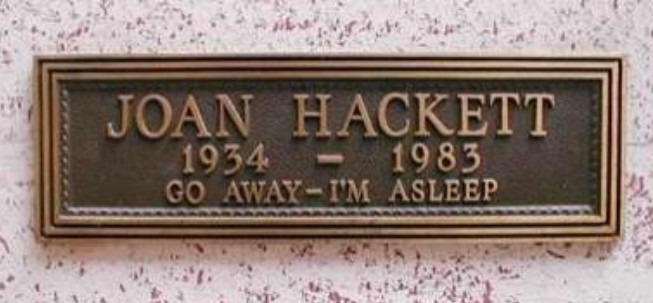 JOAN HACKETT
1934 – 1983
GO AWAY–I'M ASLEEP